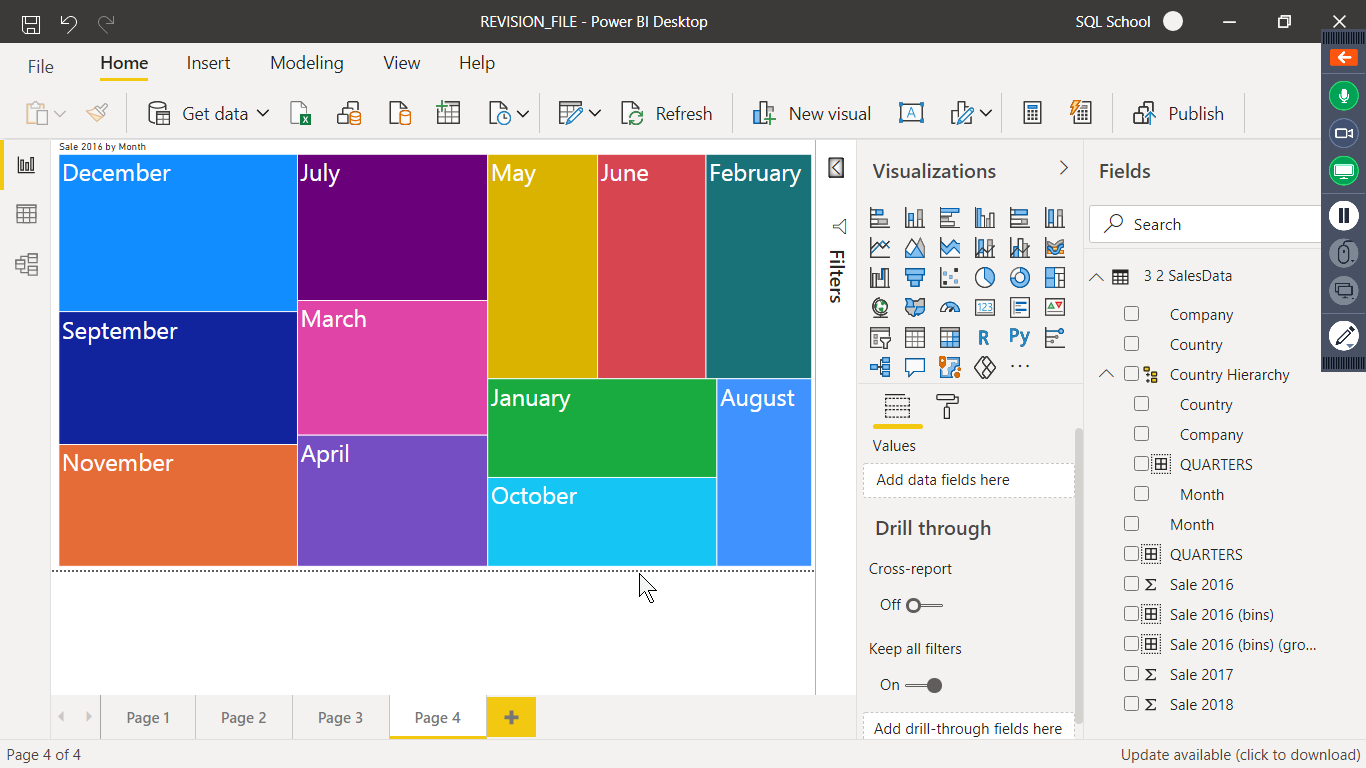 REVISION_FILE - Power BI Desktop
SQL School
File
Home
Insert
Modeling
View
Help
Get data
Refresh
New visual
Publish
Sale 2016 by Month
December
July
May
June
February
September
March
November
April
January
August
October
Filters
Visualizations
R
Py
123
Values
Add data fields here
Drill through
Cross-report
Off
Keep all filters
On
Add drill-through fields here
Fields
Search
3 2 SalesData
Company
Country
Country Hierarchy
Country
Company
QUARTERS
Month
Month
QUARTERS
Σ Sale 2016
Sale 2016 (bins)
Sale 2016 (bins) (gro...
Σ Sale 2017
Σ Sale 2018
Page 1
Page 2
Page 3
Page 4
Page 4 of 4
Update available (click to download)